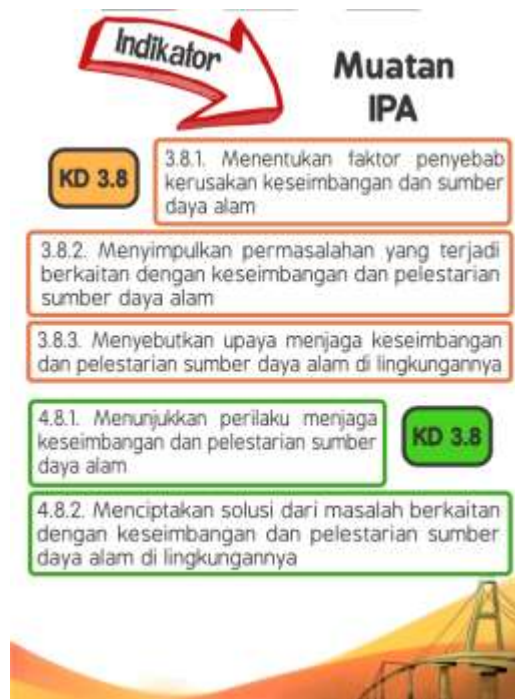 Indikator
Muatan
IPA
KD 3.8
3.8.1. Menentukan faktor penyebab
kerusakan keseimbangan dan sumber
daya alam
3.8.2. Menyimpulkan permasalahan yang terjadi
berkaitan dengan keseimbangan dan pelestarian
sumber daya alam
3.8.3. Menyebutkan upaya menjaga keseimbangan
dan pelestarian sumber daya alam di lingkungannya
4.8.1. Menunjukkan perilaku menjaga
keseimbangan dan pelestarian sumber
daya alam
KD 3.8
4.8.2. Menciptakan solusi dari masalah berkaitan
dengan keseimbangan dan pelestarian sumber
daya alam di lingkungannya